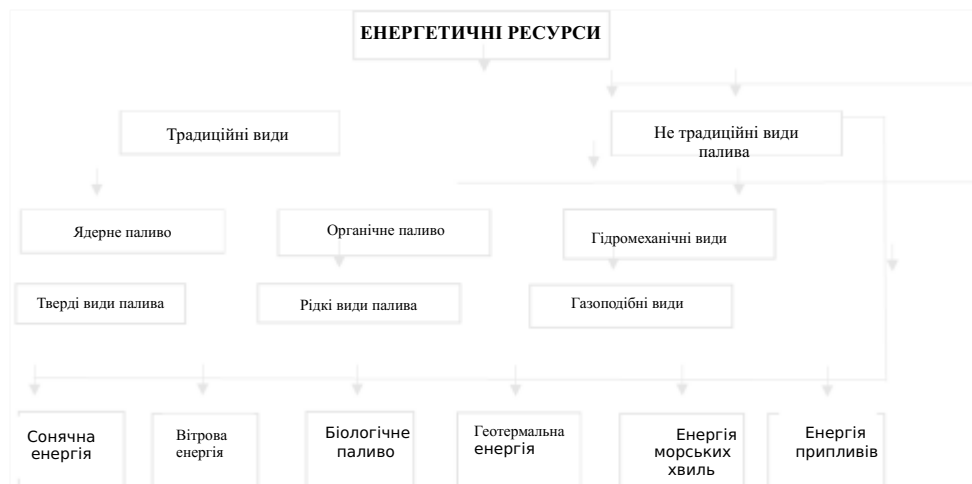 ЕНЕРГЕТИЧНІ РЕСУРСИ
Традиційні види
Не традиційні види
палива
Ядерне паливо
Органічне паливо
Гідромеханічні види
Тверді види палива
Рідкі види палива
Газоподібні види
Сонячна
енергія
Вітрова
енергія
Біологічне
паливо
Геотермальна
енергія
Енергія
морських
хвиль
Енергія
припливів